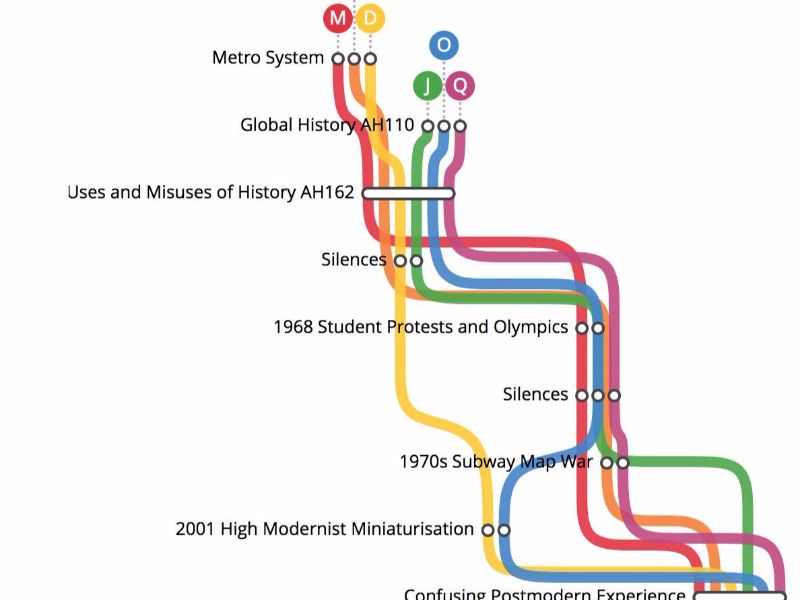 M D
Metro System
O
J Q
Global History AH110
Uses and Misuses of History AH162
Silences
1968 Student Protests and Olympics
Silences
1970s Subway Map War
2001 High Modernist Miniaturisation
Confusing Postmodern Experience